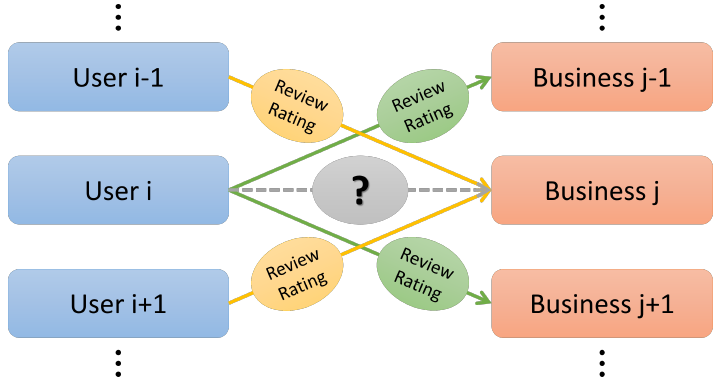 User i-1
Review
Rating
Review
Rating
Business j-1
User i
?
Business j
User i+1
Review
Rating
Review
Rating
Business j+1